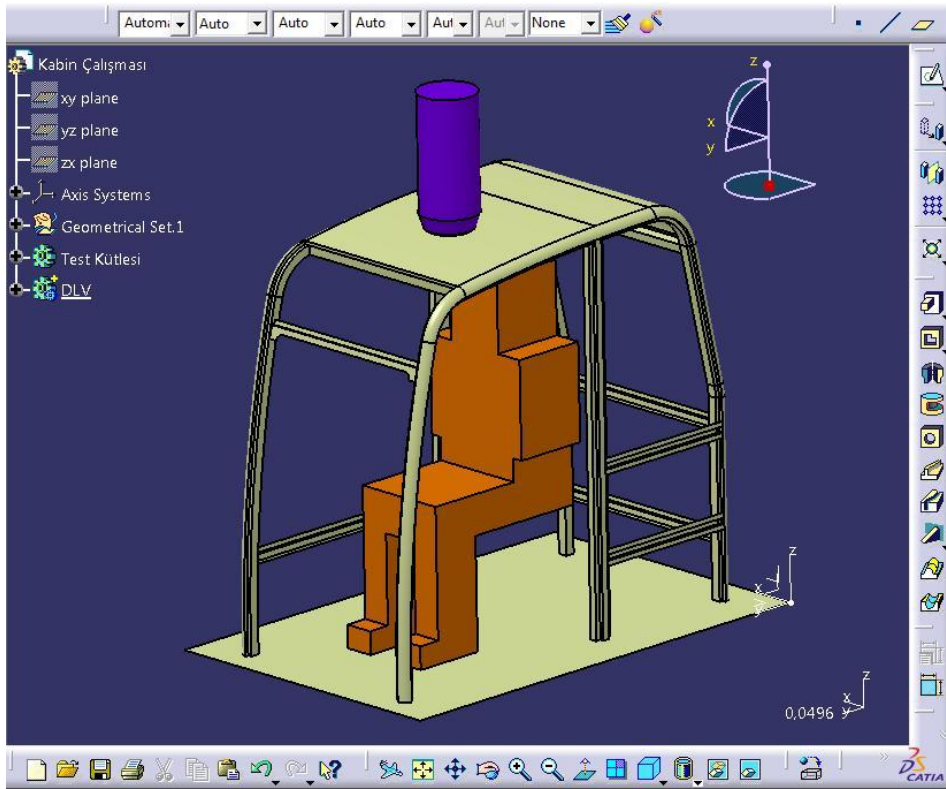 Autom
Auto
Auto
Auto
Aut
Aut
None
Kabin Çalışması
xy plane
yz plane
zx plane
Axis Systems
Geometrical Set.1
Test Kütlesi
DLV
z
x
y
z
x
y
z
x
0,0496 y
DS
CATIA